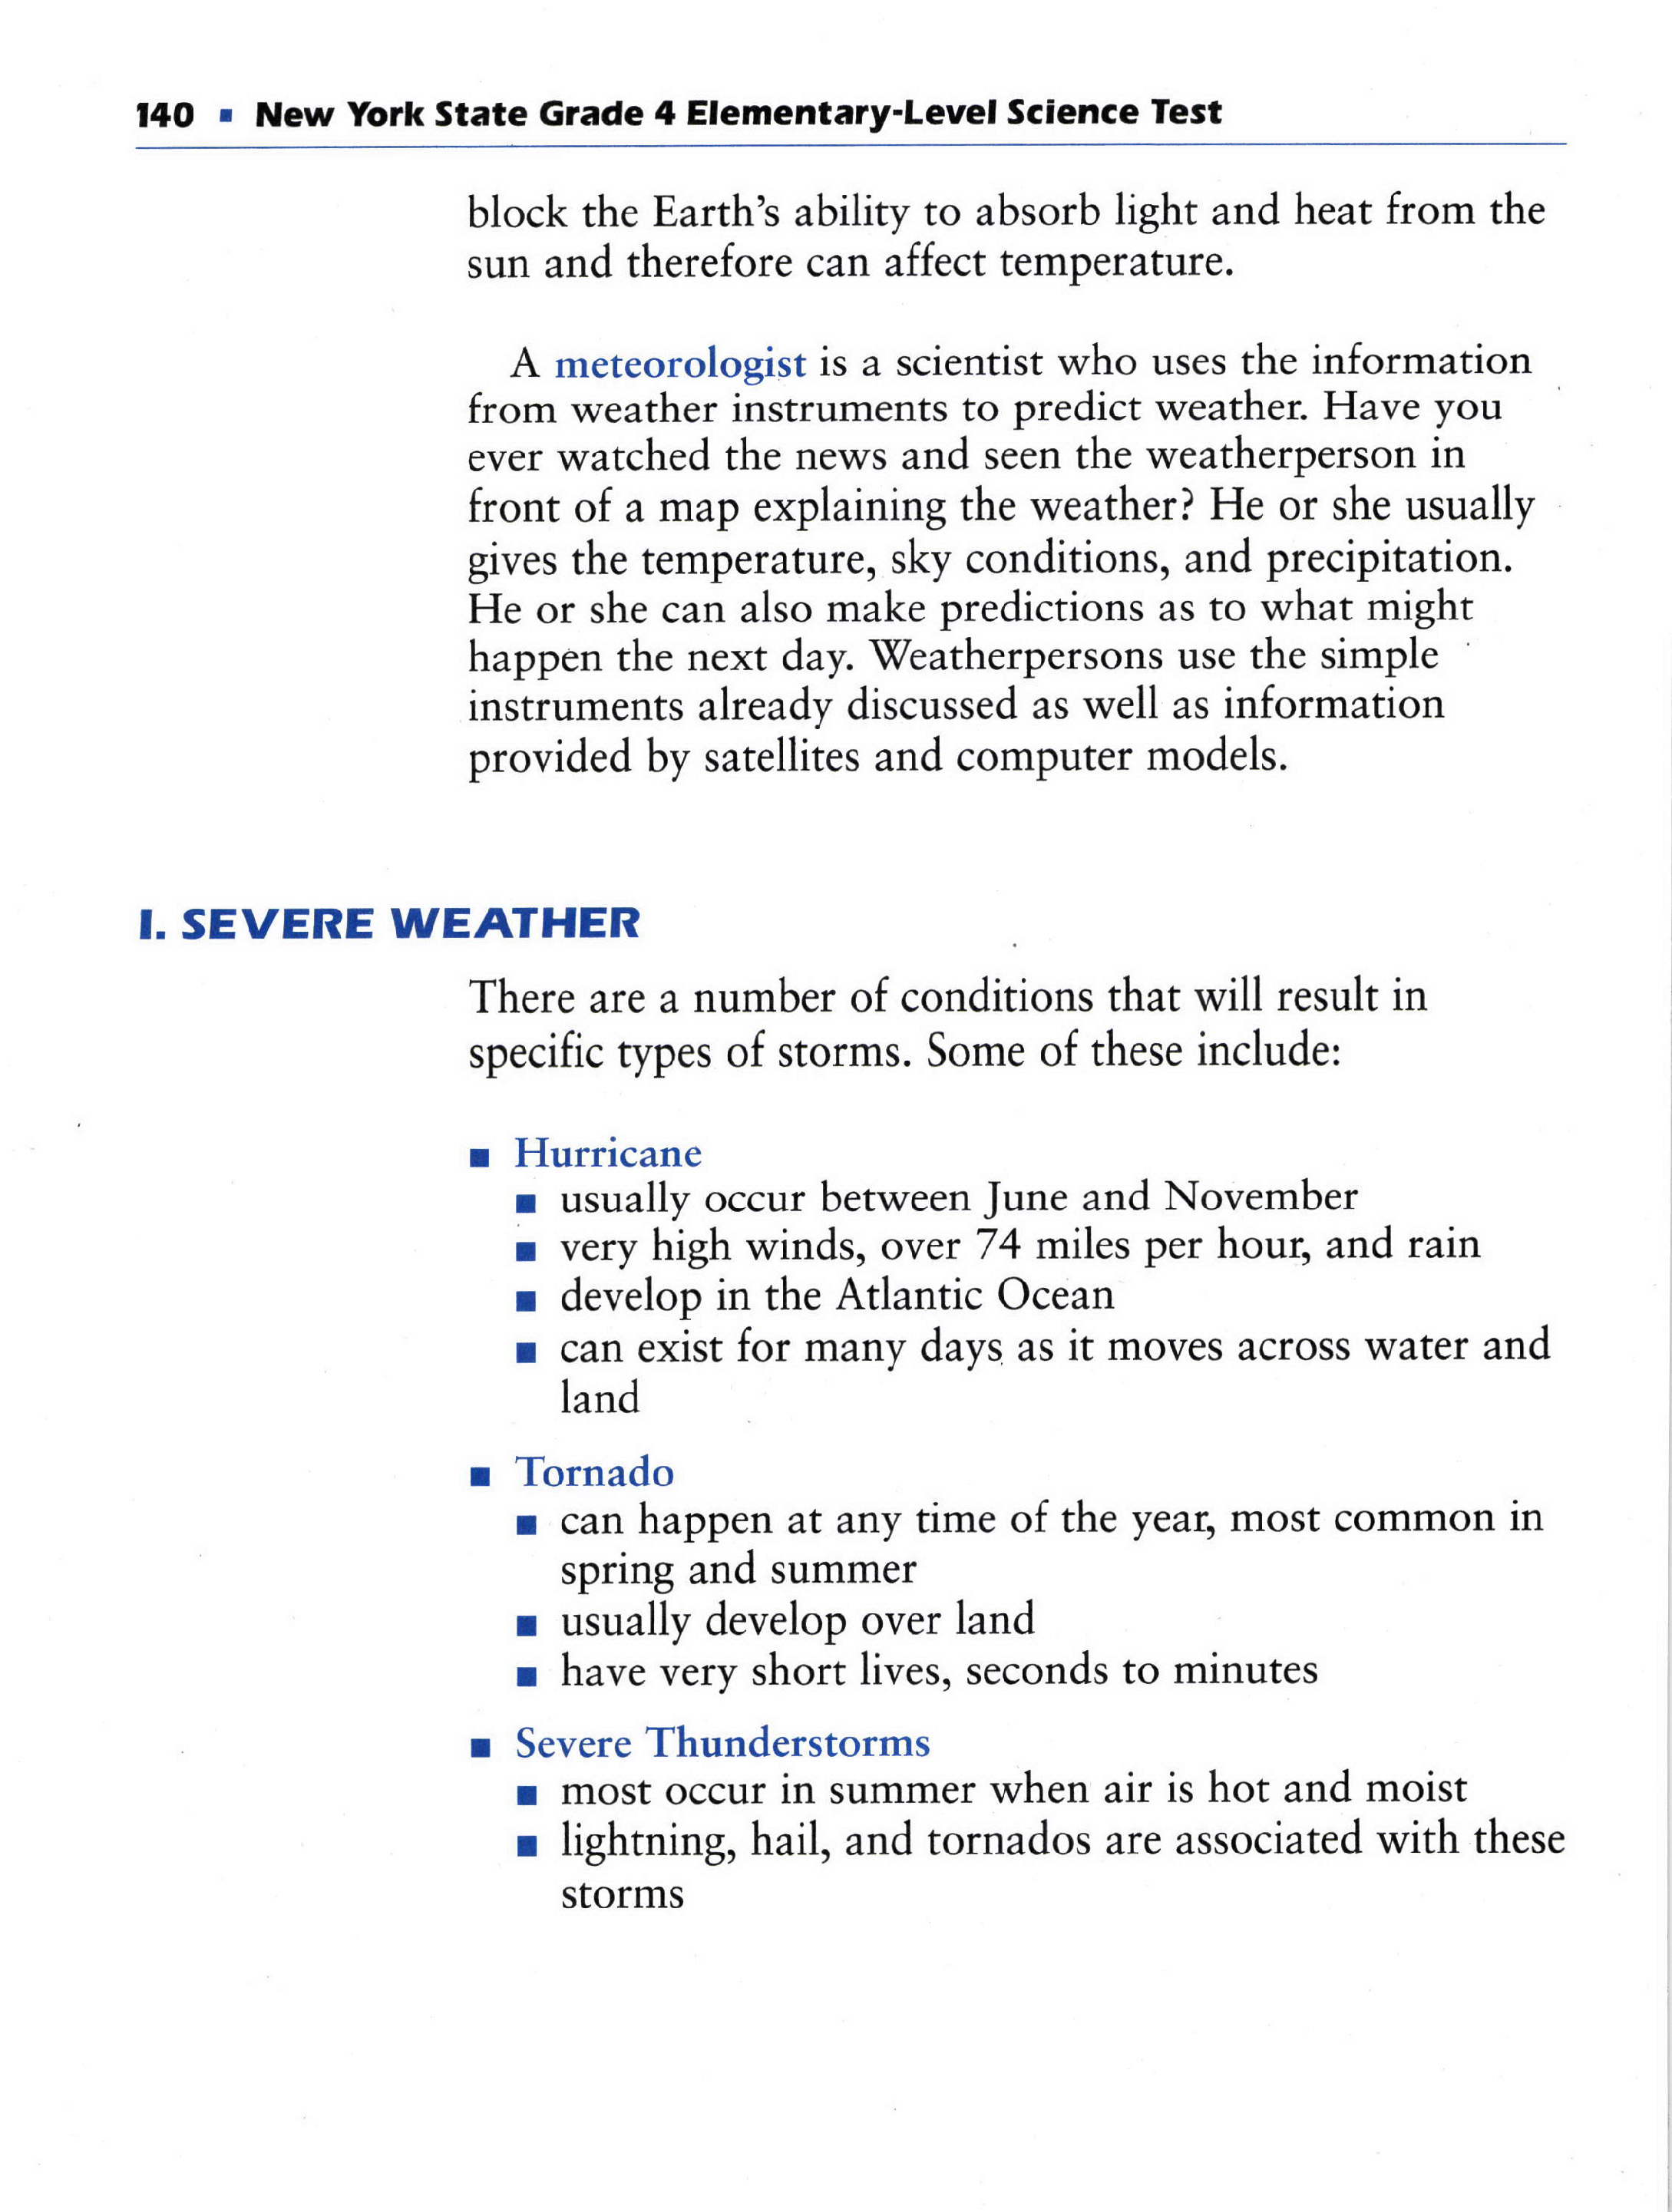 140 ▪ New York State Grade 4 Elementary-Level Science Test
block the Earth's ability to absorb light and heat from the
sun and therefore can affect temperature.
A meteorologist is a scientist who uses the information
from weather instruments to predict weather. Have you
ever watched the news and seen the weatherperson in
front of a map explaining the weather? He or she usually
gives the temperature, sky conditions, and precipitation.
He or she can also make predictions as to what might
happen the next day. Weatherpersons use the simple
instruments already discussed as well as information
provided by satellites and computer models.
I. SEVERE WEATHER
There are a number of conditions that will result in
specific types of storms. Some of these include:
▪ Hurricane
▪ usually occur between June and November
▪ very high winds, over 74 miles per hour, and rain
▪ develop in the Atlantic Ocean
▪ can exist for many days as it moves across water and
land
▪ Tornado
▪ can happen at any time of the year, most common in
spring and summer
▪ usually develop over land
▪ have very short lives, seconds to minutes
▪ Severe Thunderstorms
▪ most occur in summer when air is hot and moist
▪ lightning, hail, and tornados are associated with these
storms